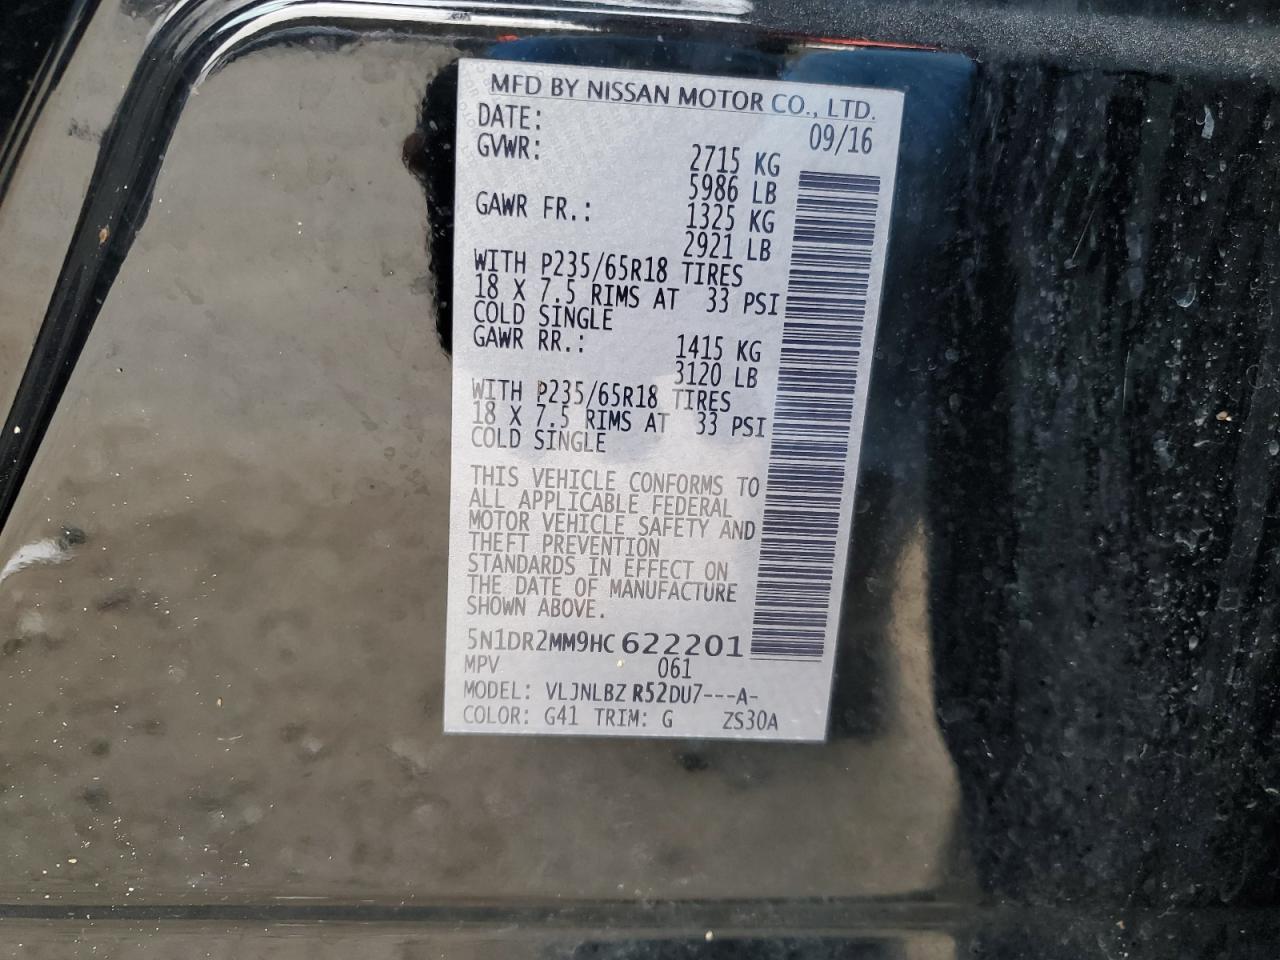 MFD BY NISSAN MOTOR CO., LTD.
DATE: 09/16
GVWR: 2715 KG
5986 LB
GAWR FR.: 1325 KG
2921 LB
WITH P235/65R18 TIRES
18 X 7.5 RIMS AT 33 PSI
COLD SINGLE
GAWR RR.: 1415 KG
3120 LB
WITH P235/65R18 TIRES
18 X 7.5 RIMS AT 33 PSI
COLD SINGLE
THIS VEHICLE CONFORMS TO
ALL APPLICABLE FEDERAL
MOTOR VEHICLE SAFETY AND
THEFT PREVENTION
STANDARDS IN EFFECT ON
THE DATE OF MANUFACTURE
SHOWN ABOVE.
5N1DR2MM9HC622201
MPV 061
MODEL: VLJNLBZ R52DU7---A-
COLOR: G41 TRIM: G ZS30A